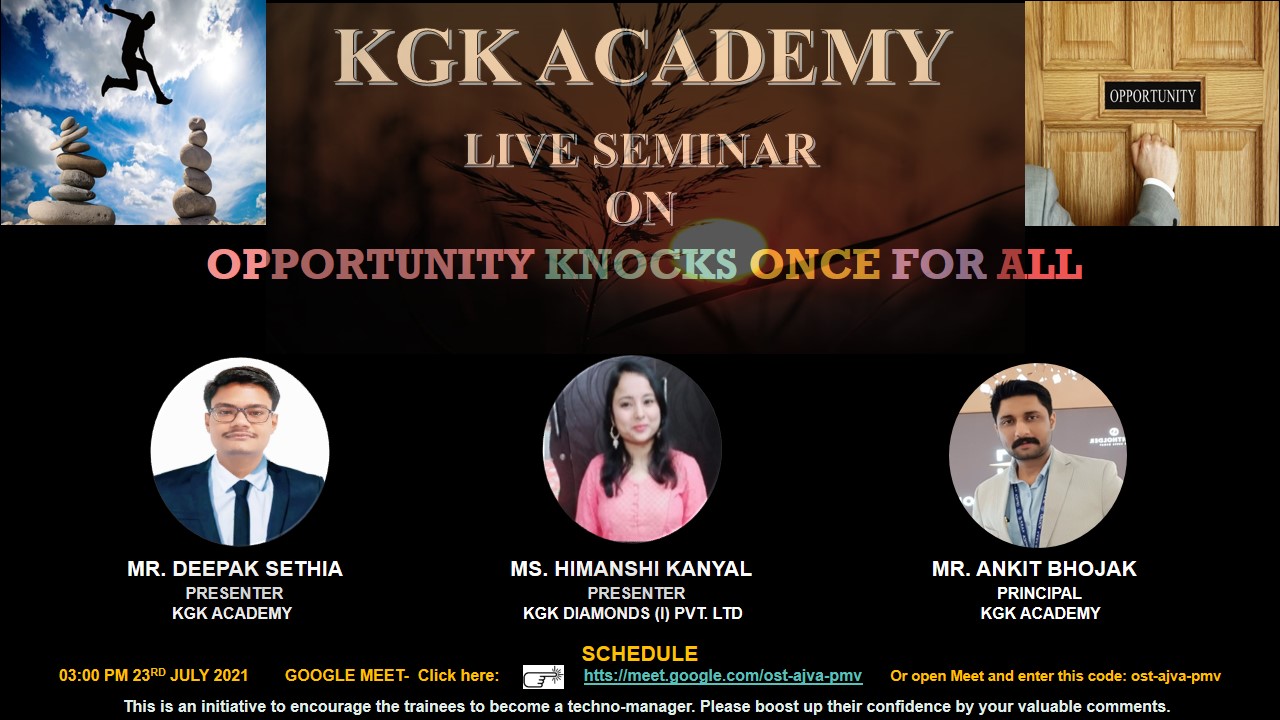 KGK ACADEMY
OPPORTUNITY
LIVE SEMINAR
ON
OPPORTUNITY KNOCKS ONCE FOR ALL
MR. DEEPAK SETHIA
PRESENTER
KGK ACADEMY
MS. HIMANSHI KANYAL
PRESENTER
KGK DIAMONDS (I) PVT. LTD
MR. ANKIT BHOJAK
PRINCIPAL
KGK ACADEMY
SCHEDULE
03:00 PM 23RD JULY 2021 GOOGLE MEET- Click here: htts://meet.google.com/ost-ajva-pmv Or open Meet and enter this code: ost-ajva-pmv
This is an initiative to encourage the trainees to become a techno-manager. Please boost up their confidence by your valuable comments.